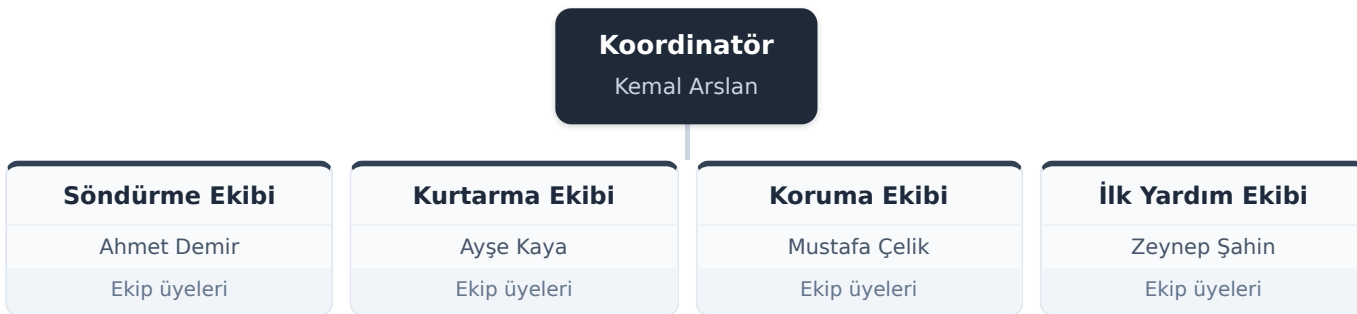 Koordinatör
Kemal Arslan
Söndürme Ekibi
Ahmet Demir
Ekip üyeleri
Kurtarma Ekibi
Ayşe Kaya
Ekip üyeleri
Koruma Ekibi
Mustafa Çelik
Ekip üyeleri
İlk Yardım Ekibi
Zeynep Şahin
Ekip üyeleri